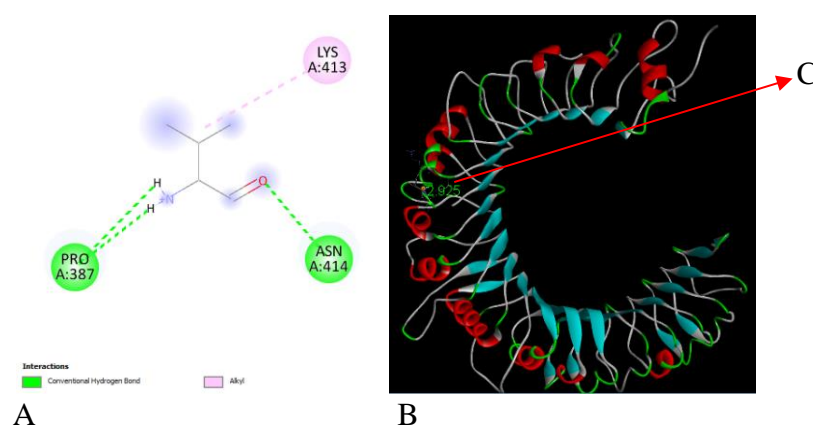 LYS
A:413
H
N
H
O
PRO
A:387
ASN
A:414
Interactions
Conventional Hydrogen Bond
Alkyl
A
2.925
B
C